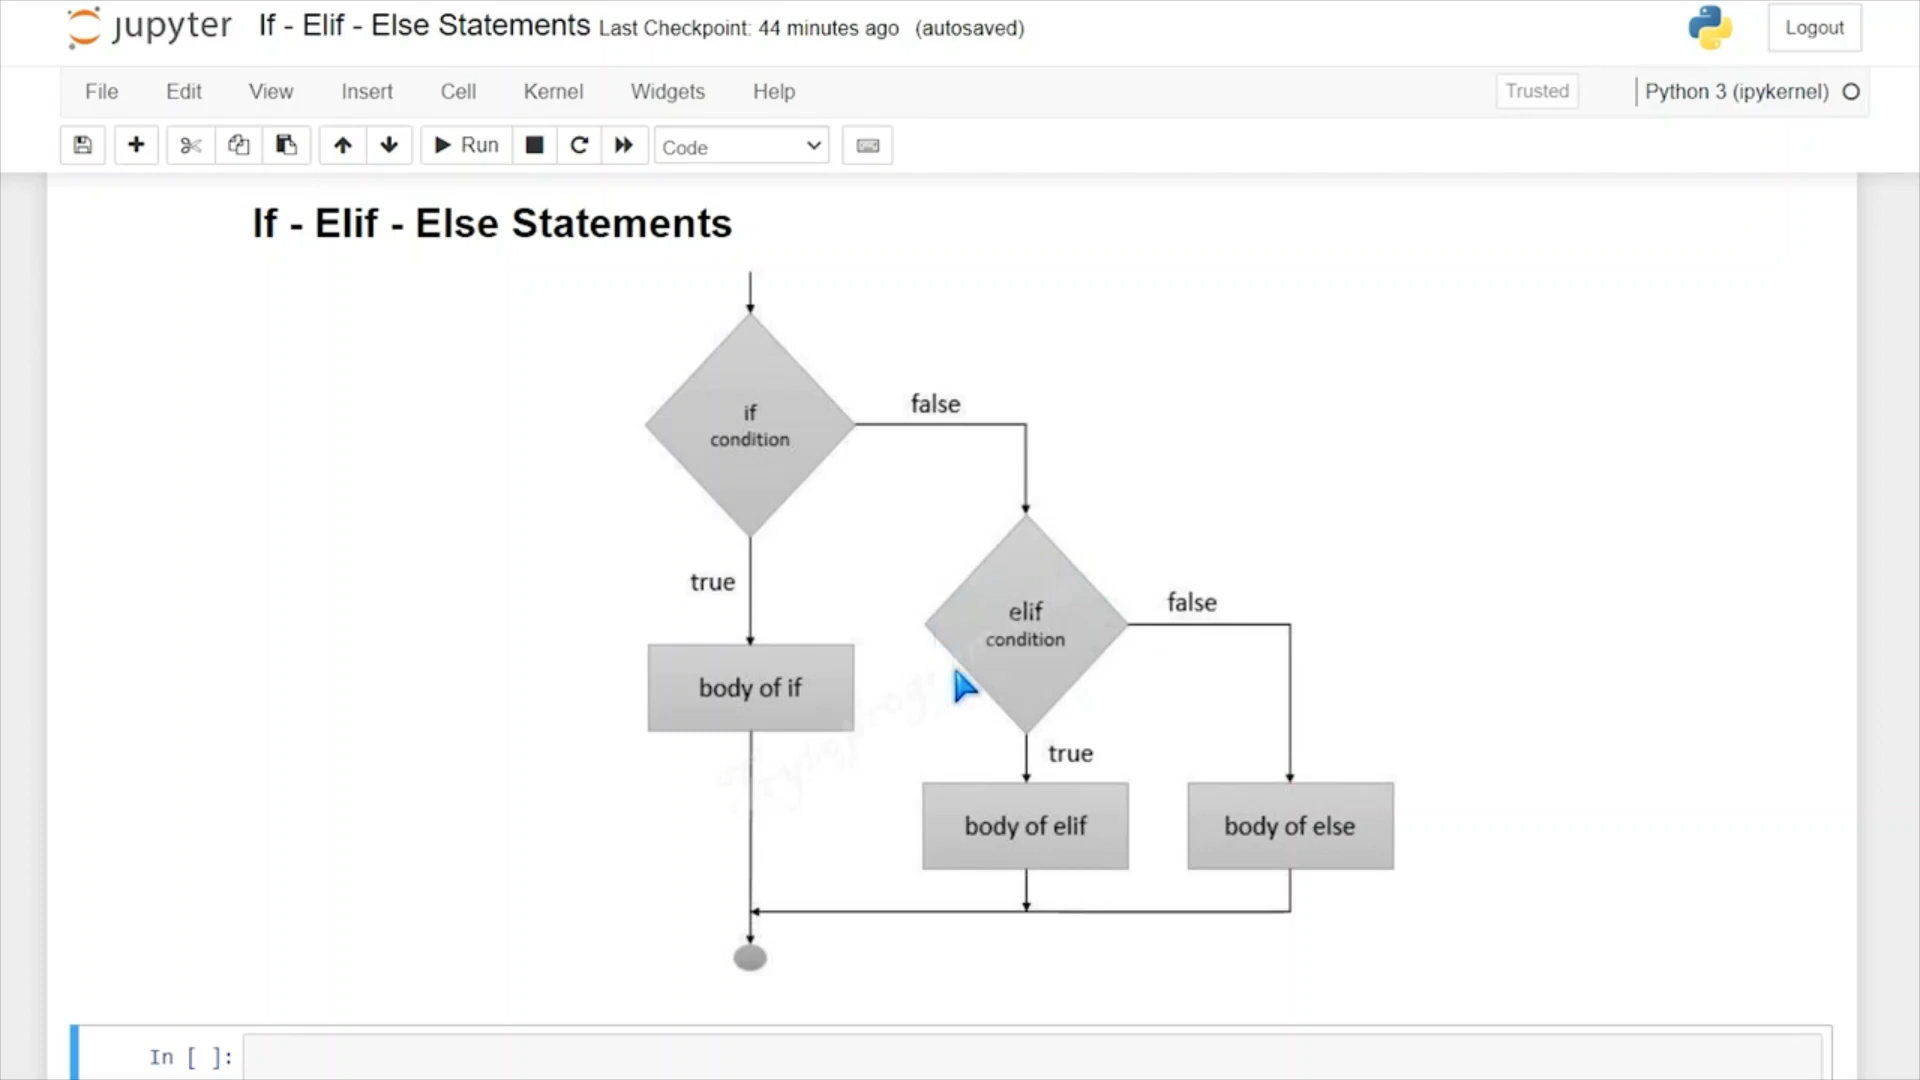 jupyter If - Elif - Else Statements Last Checkpoint: 44 minutes ago (autosaved) Logout
File Edit View Insert Cell Kernel Widgets Help Trusted Python 3 (ipykernel)
Run Code
If - Elif - Else Statements
if
condition
false
true
elif
condition
false
body of if
true
body of elif body of else
In [ ]: